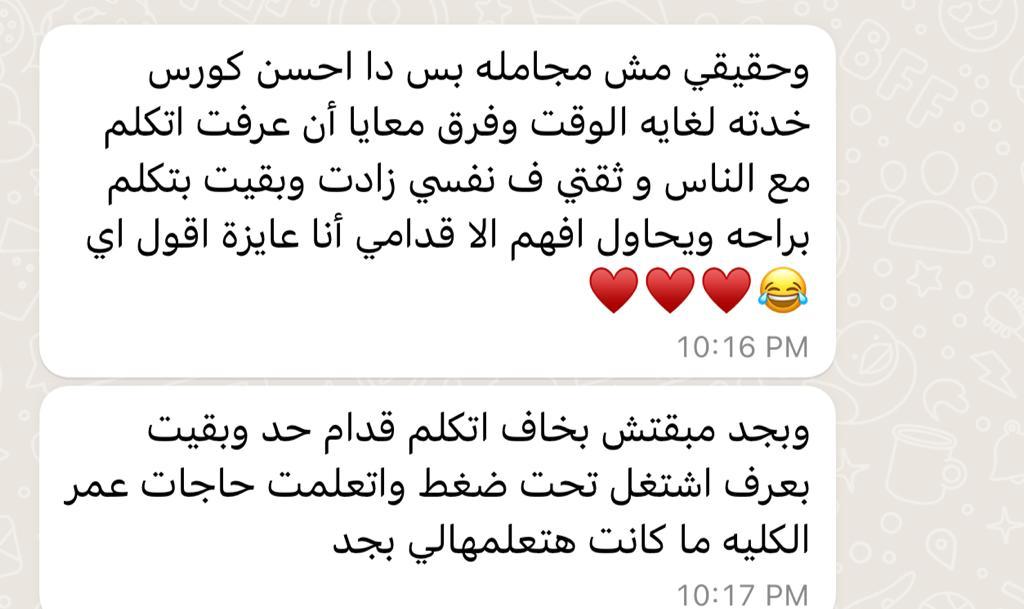 وحقيقي مش مجامله بس دا احسن كورس
خدته لغايه الوقت وفرق معايا أن عرفت اتكلم
مع الناس و ثقتي ف نفسي زادت وبقيت بتكلم
براحه ويحاول افهم الا قدامي أنا عايزة اقول اي
😂❤️❤️❤️
10:16 PM
وبجد مبقتش بخاف اتكلم قدام حد وبقيت
بعرف اشتغل تحت ضغط واتعلمت حاجات عمر
الكليه ما كانت هتعلمهالي بجد
10:17 PM